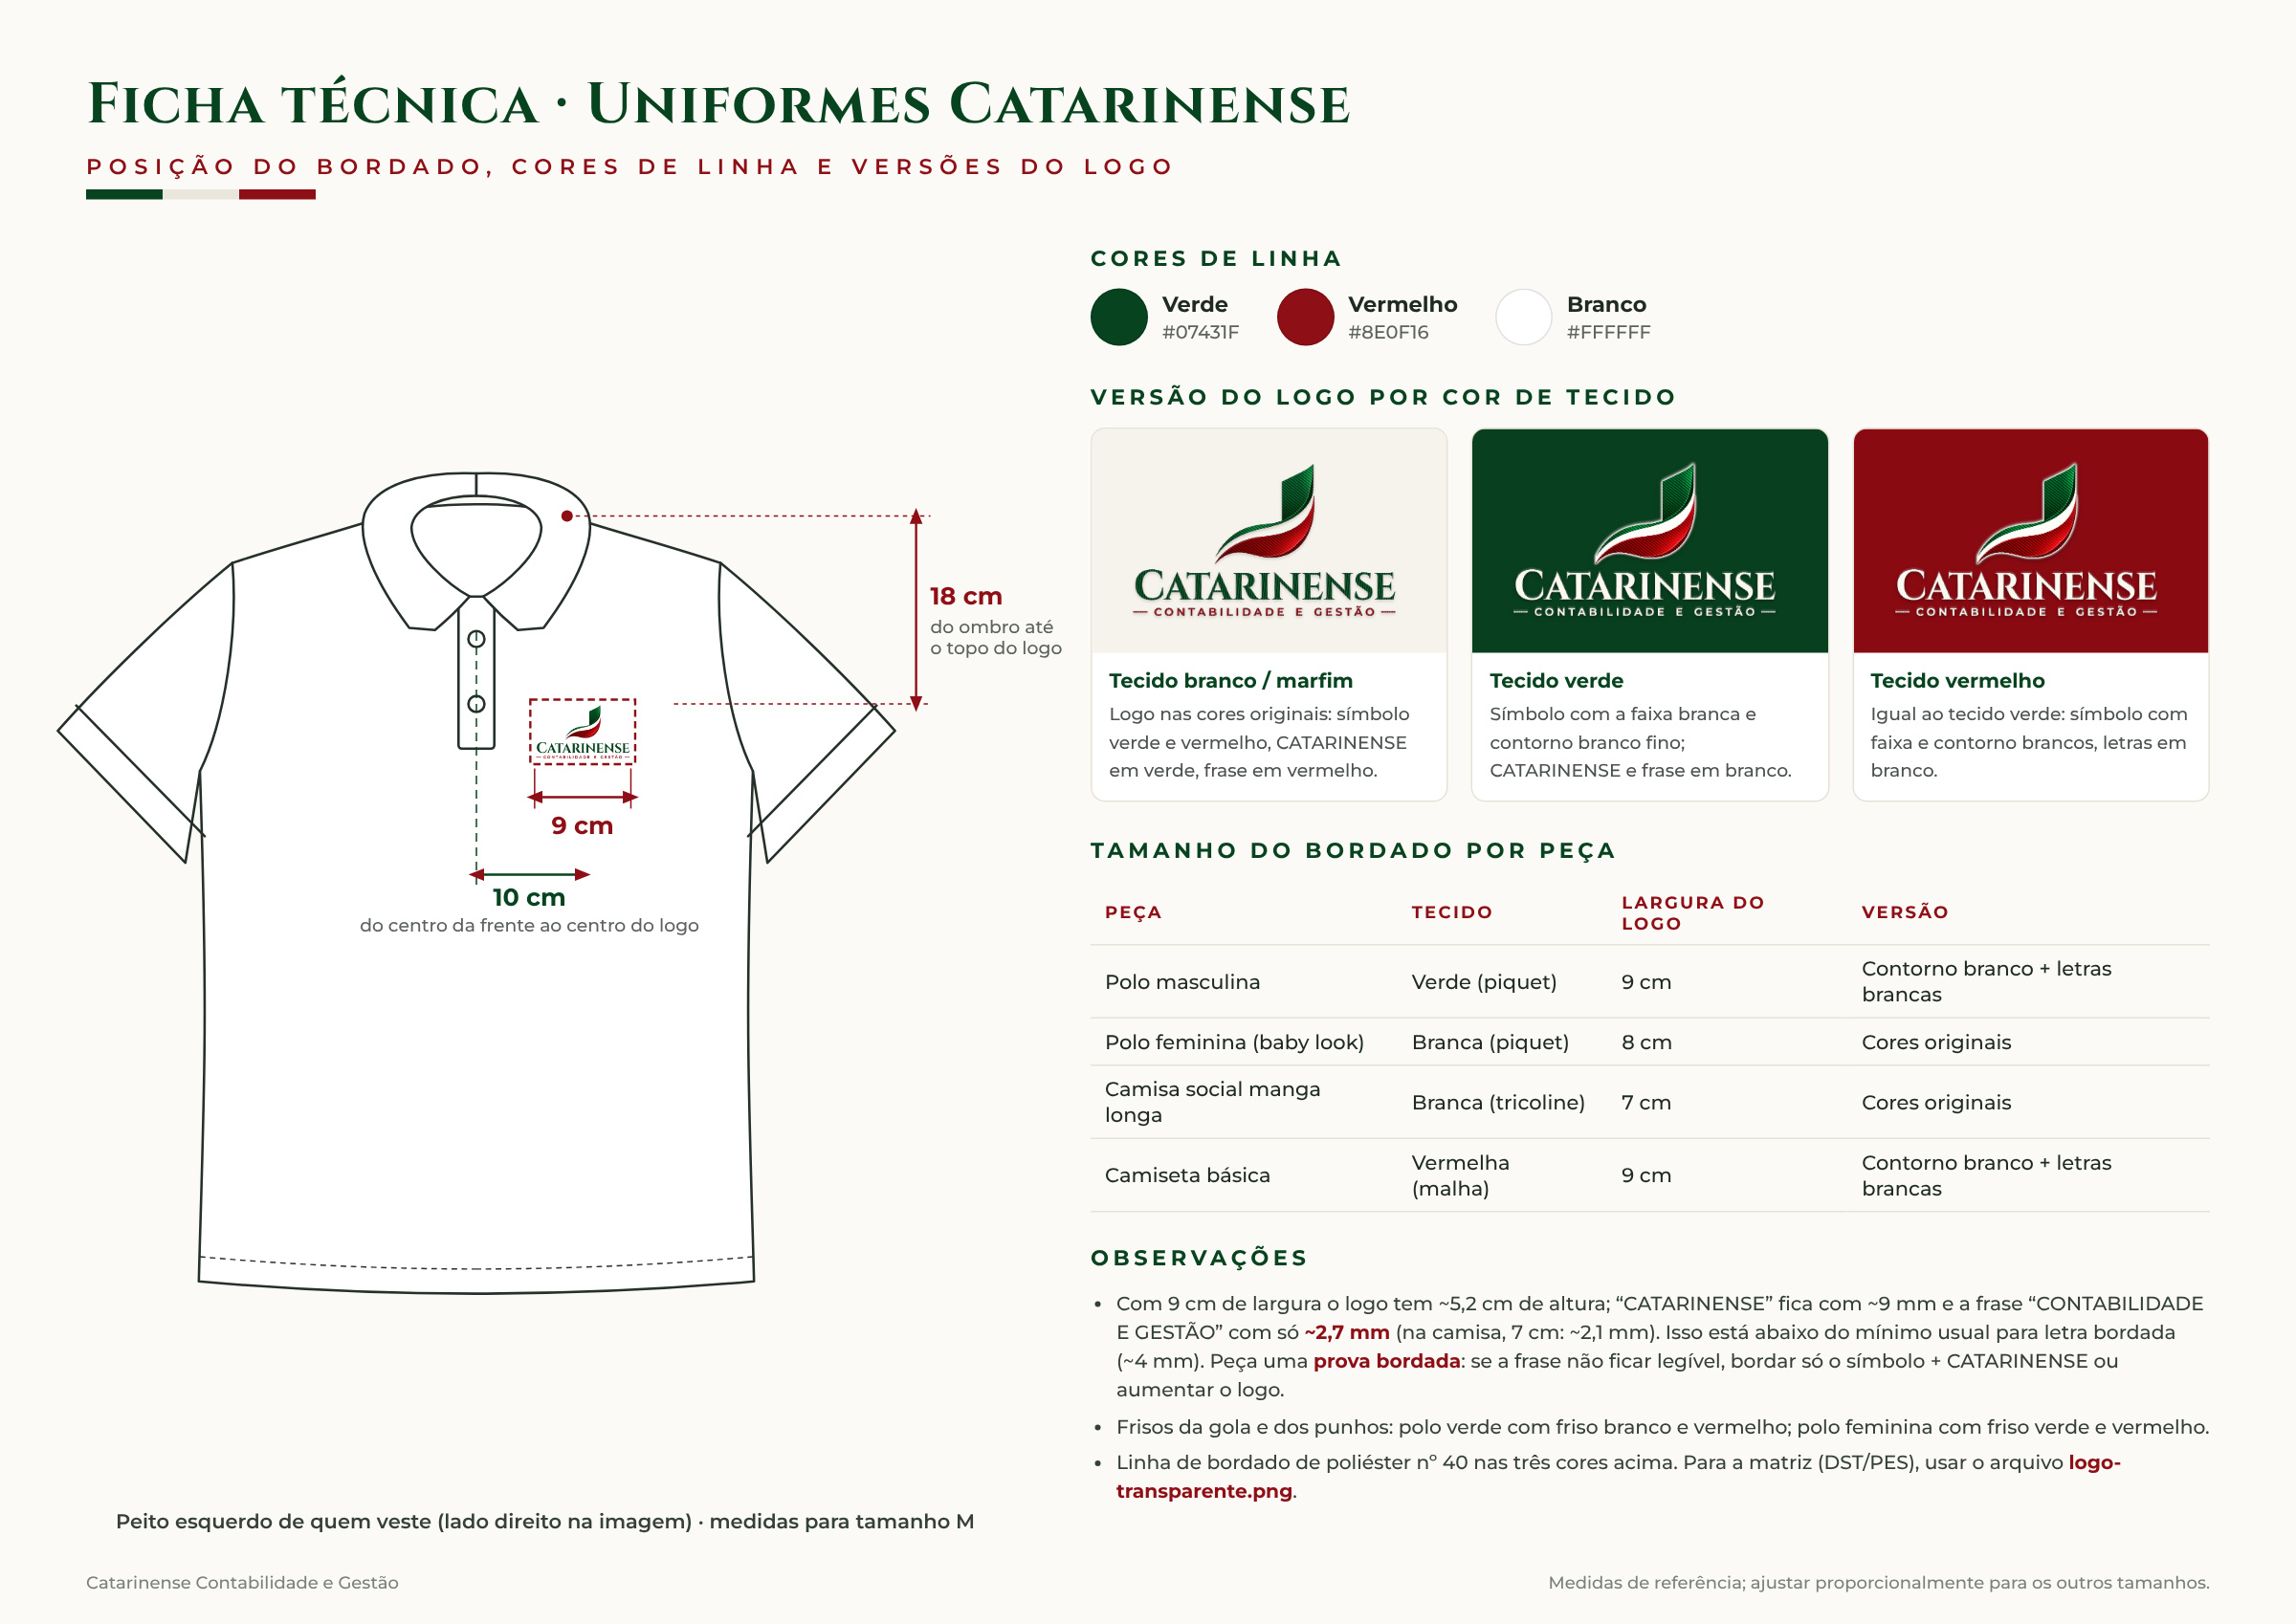 Ficha técnica · Uniformes Catarinense
POSIÇÃO DO BORDADO, CORES DE LINHA E VERSÕES DO LOGO
18 cm
do ombro até
o topo do logo
CATARINENSE
CONTABILIDADE E GESTÃO
9 cm
10 cm
do centro da frente ao centro do logo
Peito esquerdo de quem veste (lado direito na imagem) · medidas para tamanho M
CORES DE LINHA
Verde
#07431F
Vermelho
#8E0F16
Branco
#FFFFFF
VERSÃO DO LOGO POR COR DE TECIDO
CATARINENSE
CONTABILIDADE E GESTÃO
Tecido branco / marfim
Logo nas cores originais: símbolo
verde e vermelho, CATARINENSE
em verde, frase em vermelho.
CATARINENSE
CONTABILIDADE E GESTÃO
Tecido verde
Símbolo com a faixa branca e
contorno branco fino;
CATARINENSE e frase em branco.
CATARINENSE
CONTABILIDADE E GESTÃO
Tecido vermelho
Igual ao tecido verde: símbolo com
faixa e contorno brancos, letras em
branco.
TAMANHO DO BORDADO POR PEÇA
PEÇA TECIDO LARGURA DO LOGO VERSÃO
Polo masculina Verde (piquet) 9 cm Contorno branco + letras brancas
Polo feminina (baby look) Branca (piquet) 8 cm Cores originais
Camisa social manga longa Branca (tricoline) 7 cm Cores originais
Camiseta básica Vermelha (malha) 9 cm Contorno branco + letras brancas
OBSERVAÇÕES
• Com 9 cm de largura o logo tem ~5,2 cm de altura; “CATARINENSE” fica com ~9 mm e a frase “CONTABILIDADE
E GESTÃO” com só ~2,7 mm (na camisa, 7 cm: ~2,1 mm). Isso está abaixo do mínimo usual para letra bordada
(~4 mm). Peça uma prova bordada: se a frase não ficar legível, bordar só o símbolo + CATARINENSE ou
aumentar o logo.
• Frisos da gola e dos punhos: polo verde com friso branco e vermelho; polo feminina com friso verde e vermelho.
• Linha de bordado de poliéster nº 40 nas três cores acima. Para a matriz (DST/PES), usar o arquivo logo-
transparente.png.
Catarinense Contabilidade e Gestão
Medidas de referência; ajustar proporcionalmente para os outros tamanhos.